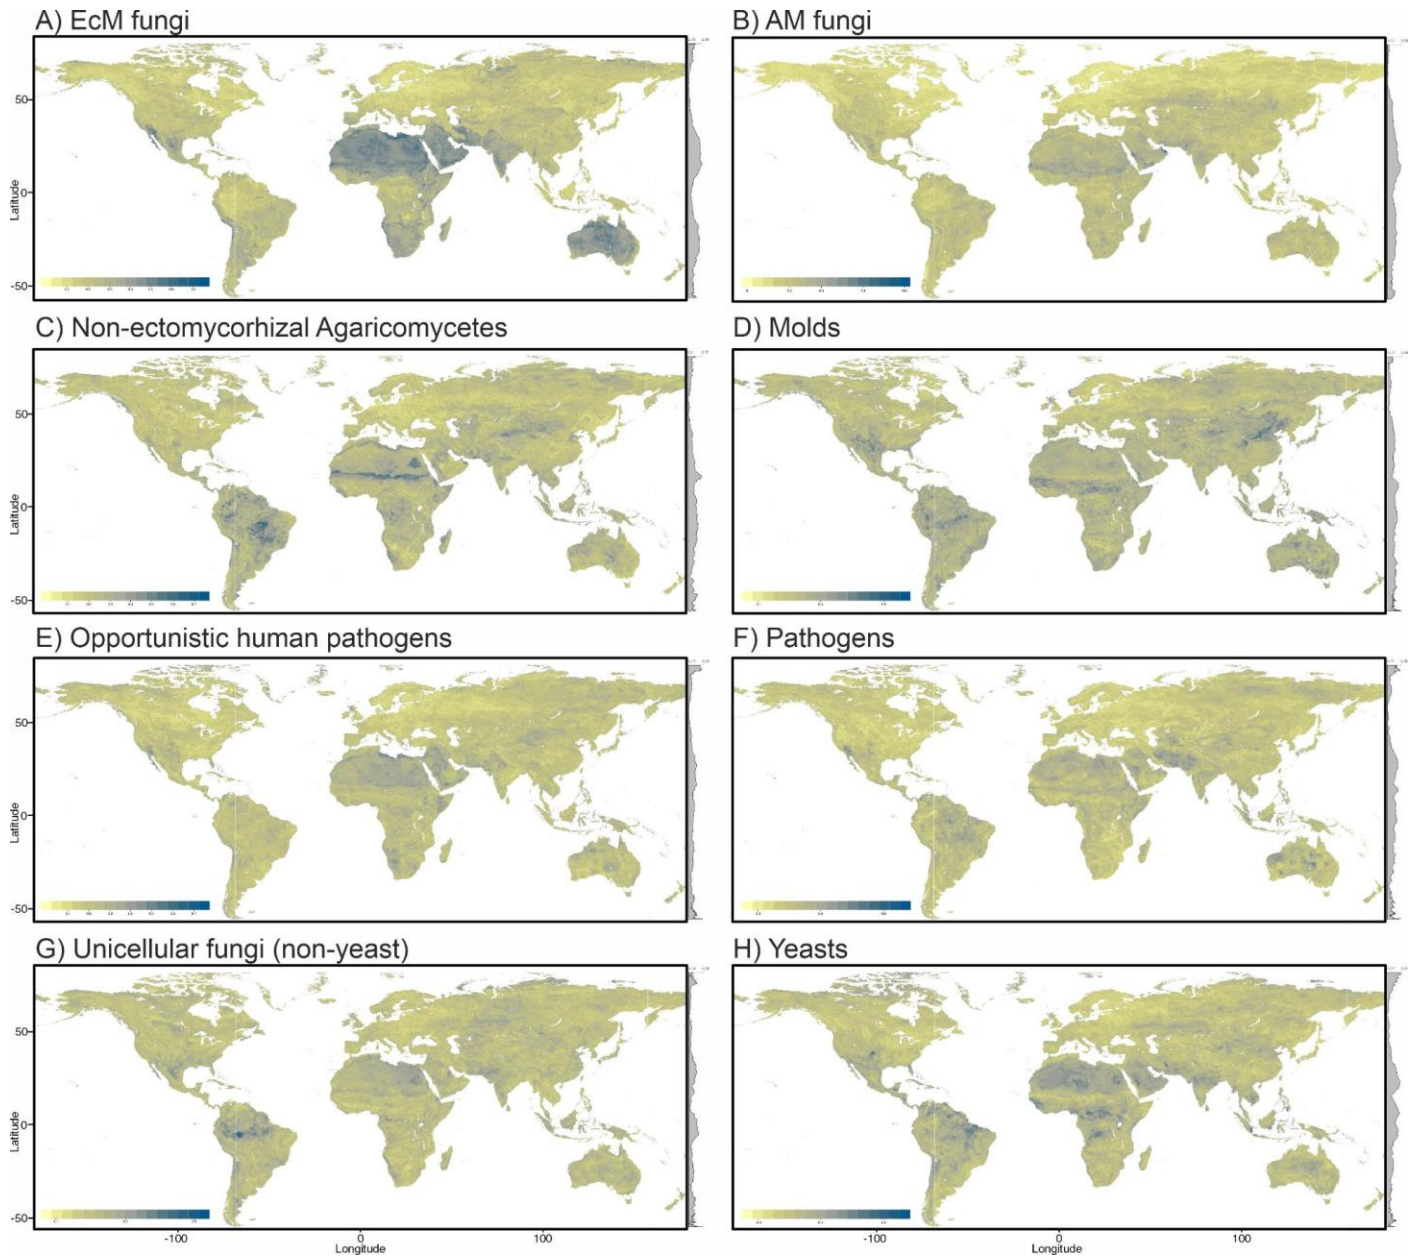 A) EcM fungi
B) AM fungi
50
0
-50
Latitude
C) Non-ectomycorhizal Agaricomycetes
D) Molds
50
0
-50
Latitude
E) Opportunistic human pathogens
F) Pathogens
50
0
-50
Latitude
G) Unicellular fungi (non-yeast)
H) Yeasts
50
0
-50
Latitude
-100
0
100
-100
0
100
Longitude
Longitude